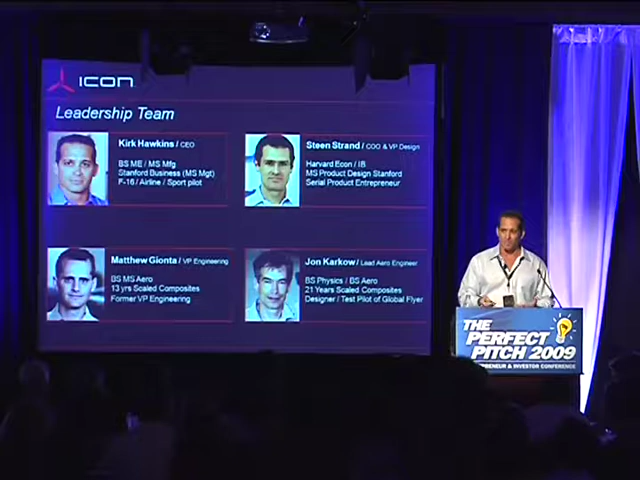 ICON
Leadership Team
Kirk Hawkins / CEO
BS ME / MS Mfg
Stanford Business (MS Mgt)
F-16 / Airline / Sport pilot
Steen Strand / COO & VP Design
Harvard Econ / IB
MS Product Design Stanford
Serial Product Entrepreneur
Matthew Gionta / VP Engineering
BS MS Aero
13 yrs Scaled Composites
Former VP Engineering
Jon Karkow / Lead Aero Engineer
BS Physics / BS Aero
21 Years Scaled Composites
Designer / Test Pilot of Global Flyer
THE
PERFECT
PITCH 2009
PRENEUR & INVESTOR CONFERENCE